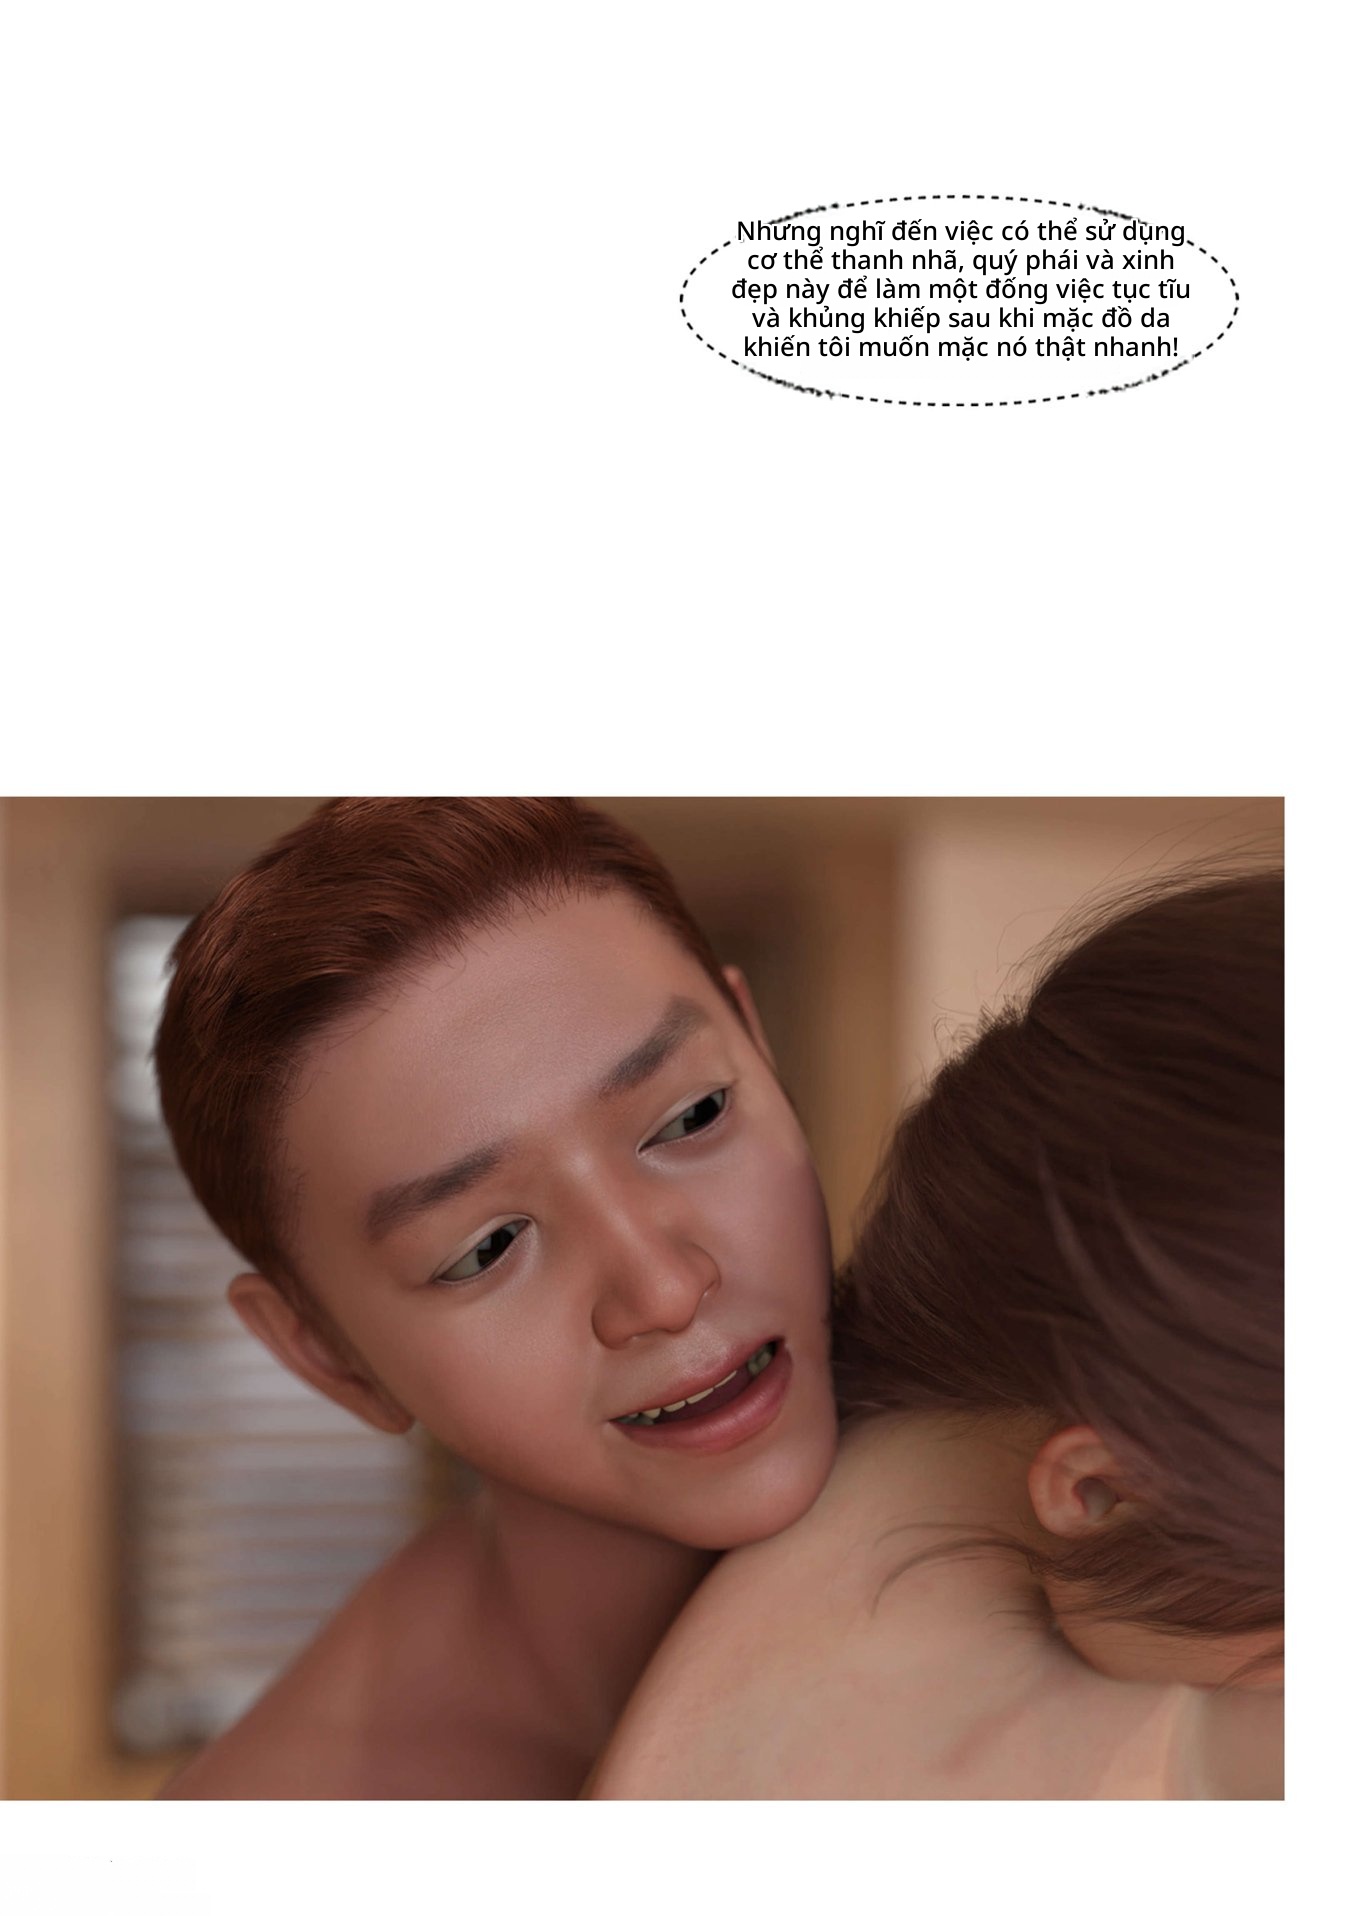 Nhưng nghĩ đến việc có thể sử dụng
cơ thể thanh nhã, quý phái và xinh
đẹp này để làm một đống việc tục tĩu
và khủng khiếp sau khi mặc đồ da
khiến tôi muốn mặc nó thật nhanh!